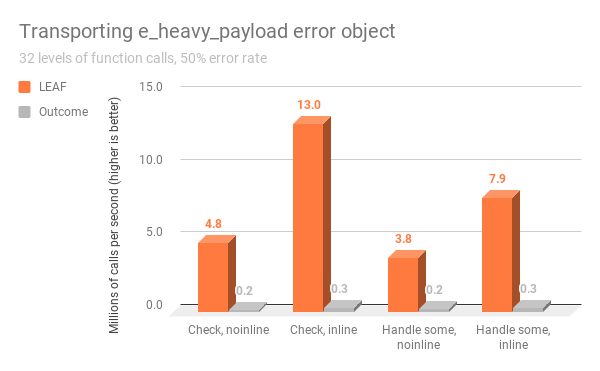 Transporting e_heavy_payload error object
32 levels of function calls, 50% error rate
LEAF
Outcome
Millions of calls per second (higher is better)
15.0
10.0
5.0
0.0
4.8
0.2
13.0
0.3
3.8
0.2
7.9
0.3
Check, noinline
Check, inline
Handle some,
noinline
Handle some,
inline